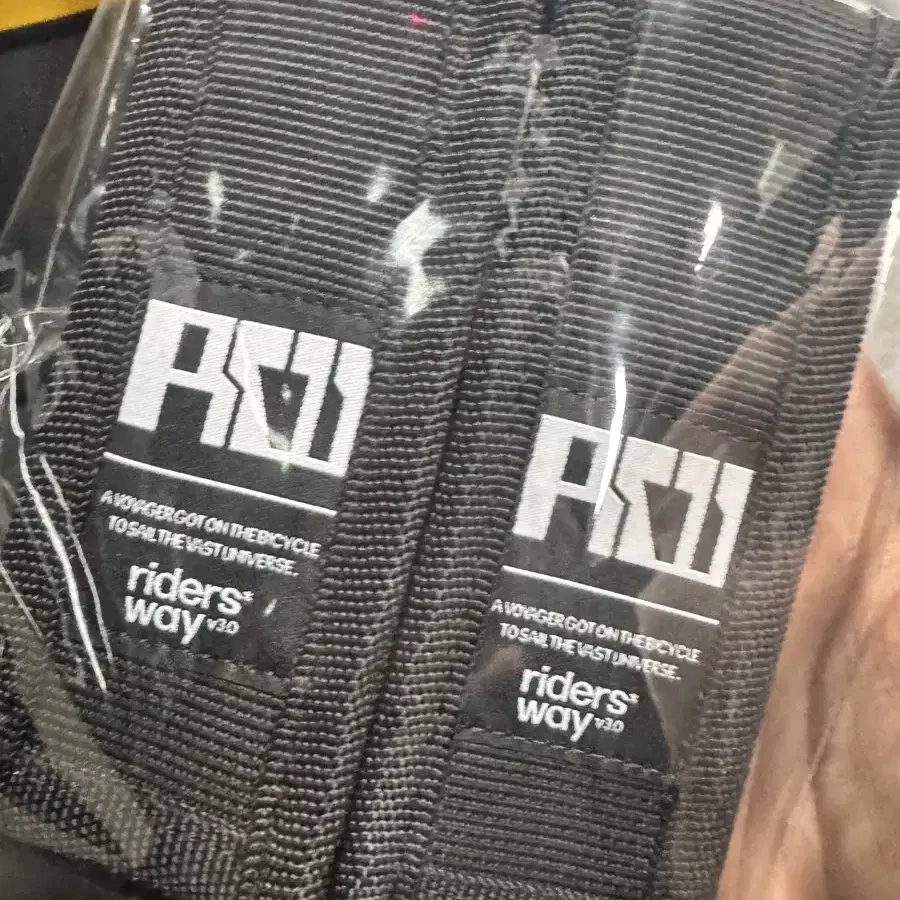 A VOYAGER GOT ON THE BICYCLE
TO SAIL THE VAST UNIVERSE.
riders*
way v3.0
A VOYAGER GOT ON THE BICYCLE
TO SAIL THE VAST UNIVERSE.
riders*
way v3.0